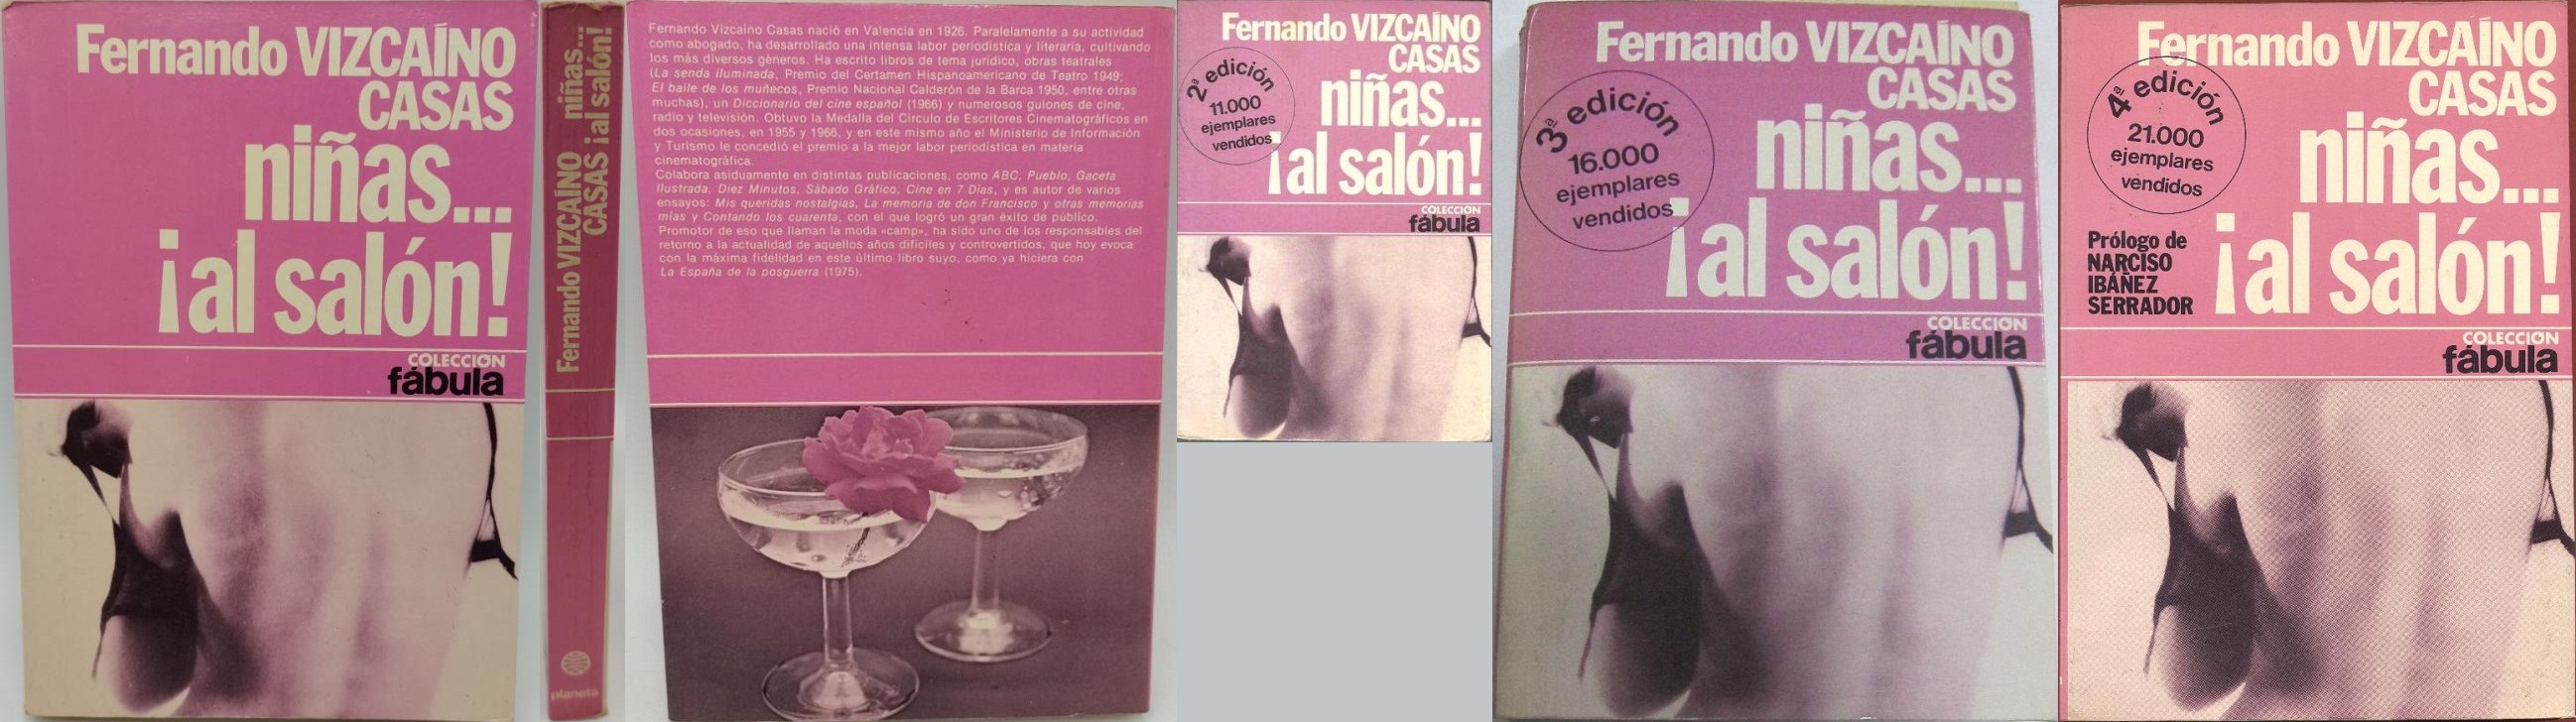 Fernando VIZCAÍNO
CASAS
niñas...
¡al salón!
COLECCIÓN
fábula
Fernando VIZCAÍNO
CASAS
niñas...
¡al salón!
planeta
Fernando Vizcaíno Casas nació en Valencia en 1926. Paralelamente a su actividad
como abogado, ha desarrollado una intensa labor periodística y literaria, cultivando
los más diversos géneros. Ha escrito libros de tema jurídico, obras teatrales
(La senda iluminada, Premio del Certamen Hispanoamericano de Teatro 1949;
El baile de los muñecos, Premio Nacional Calderón de la Barca 1950, entre otras
muchas), un Diccionario del cine español (1966) y numerosos guiones de cine,
radio y televisión. Obtuvo la Medalla del Círculo de Escritores Cinematográficos en
dos ocasiones, en 1955 y 1966, y en este mismo año el Ministerio de Información
y Turismo le concedió el premio a la mejor labor periodística en materia
cinematográfica.
Colabora asiduamente en distintas publicaciones, como ABC, Pueblo, Gaceta
Ilustrada, Diez Minutos, Sábado Gráfico, Cine en 7 Días, y es autor de varios
ensayos: Mis queridas nostalgias, La memoria de don Francisco y otras memorias
mías y Contando los cuarenta, con el que logró un gran éxito de público.
Promotor de eso que llaman la moda «camp», ha sido uno de los responsables del
retorno a la actualidad de aquellos años difíciles y controvertidos, que hoy evoca
con la máxima fidelidad en este último libro suyo, como ya hiciera con
La España de la posguerra (1975).
Fernando VIZCAÍNO
CASAS
2ª edición
11.000
ejemplares
vendidos
niñas...
¡al salón!
COLECCIÓN
fábula
Fernando VIZCAÍNO
CASAS
3ª edición
16.000
ejemplares
vendidos
niñas...
¡al salón!
COLECCIÓN
fábula
Fernando VIZCAÍNO
CASAS
4ª edición
21.000
ejemplares
vendidos
niñas...
¡al salón!
Prólogo de
NARCISO
IBÁÑEZ
SERRADOR
COLECCIÓN
fábula